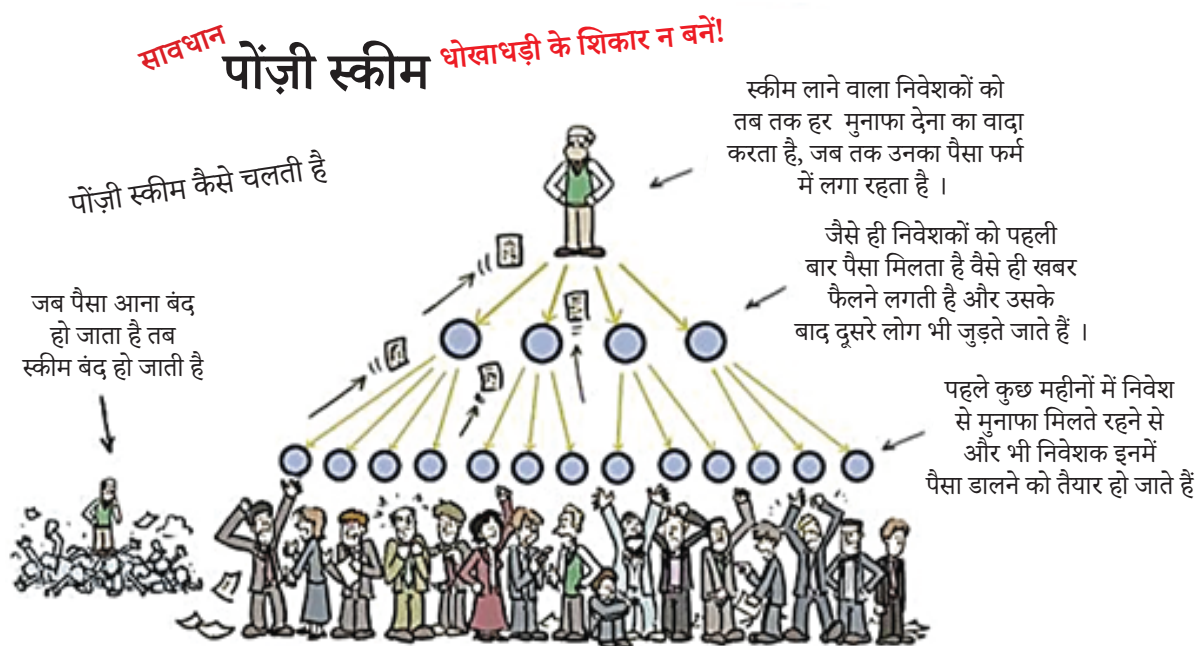 सावधान
पोंज़ी स्कीम
धोखाधड़ी के शिकार न बनें!
पोंज़ी स्कीम कैसे चलती है
स्कीम लाने वाला निवेशकों को
तब तक हर मुनाफा देना का वादा
करता है, जब तक उनका पैसा फर्म
में लगा रहता है ।
जैसे ही निवेशकों को पहली
बार पैसा मिलता है वैसे ही खबर
फैलने लगती है और उसके
बाद दूसरे लोग भी जुड़ते जाते हैं ।
पहले कुछ महीनों में निवेश
से मुनाफा मिलते रहने से
और भी निवेशक इनमें
पैसा डालने को तैयार हो जाते हैं
जब पैसा आना बंद
हो जाता है तब
स्कीम बंद हो जाती है